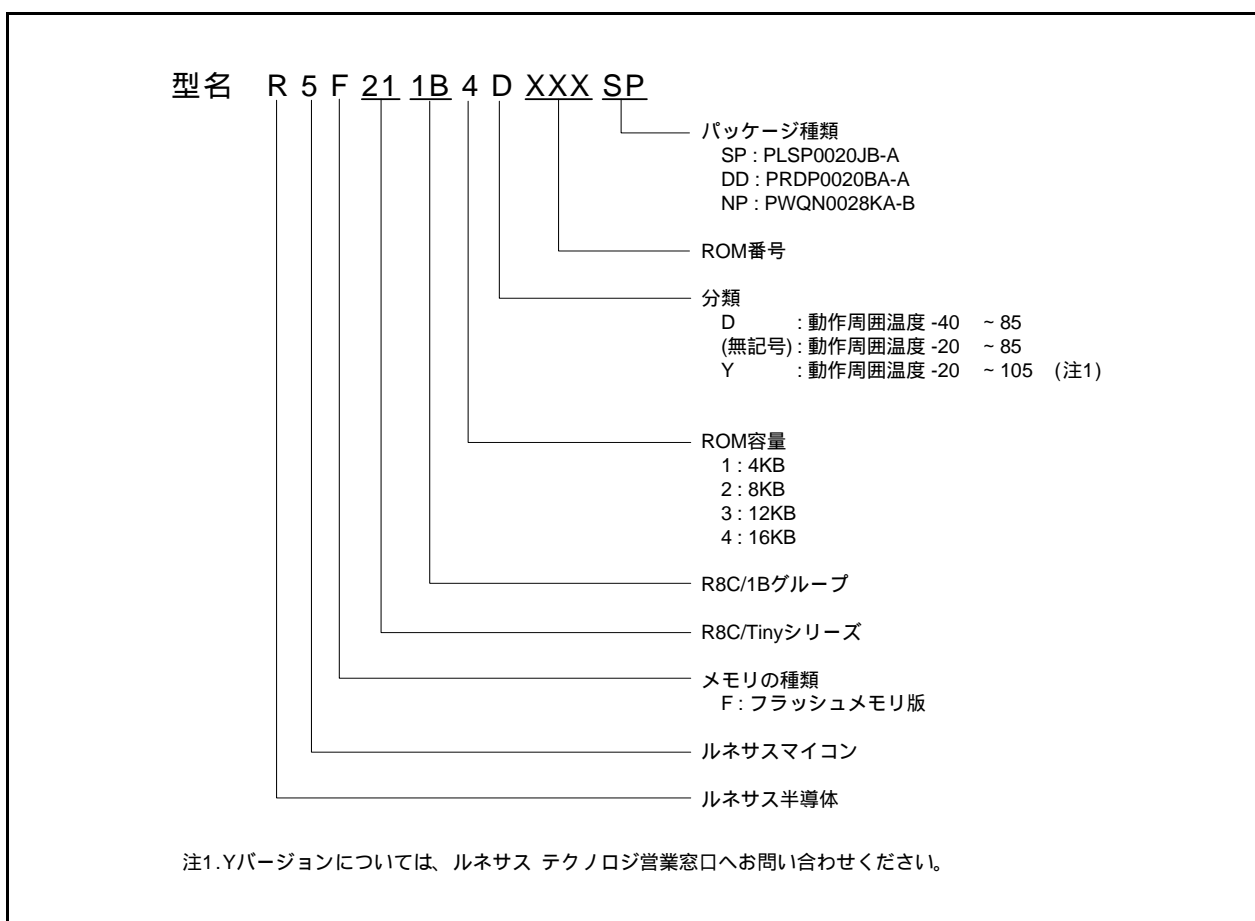 型名 R 5 F 21 1B 4 D XXX SP
パッケージ種類
SP : PLSP0020JB-A
DD : PRDP0020BA-A
NP : PWQN0028KA-B
ROM番号
分類
D : 動作周囲温度 -40 ~ 85
(無記号) : 動作周囲温度 -20 ~ 85
Y : 動作周囲温度 -20 ~ 105 (注1)
ROM容量
1 : 4KB
2 : 8KB
3 : 12KB
4 : 16KB
R8C/1Bグループ
R8C/Tinyシリーズ
メモリの種類
F : フラッシュメモリ版
ルネサスマイコン
ルネサス半導体
注1.Yバージョンについては、ルネサス テクノロジ営業窓口へお問い合わせください。